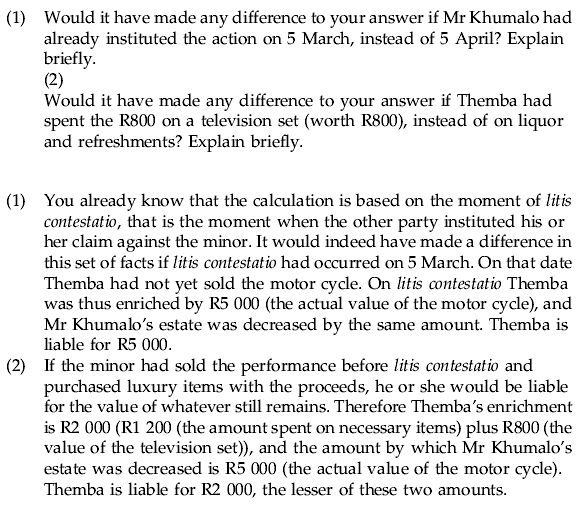 (1) Would it have made any difference to your answer if Mr Khumalo had
already instituted the action on 5 March, instead of 5 April? Explain
briefly.
(2)
Would it have made any difference to your answer if Themba had
spent the R800 on a television set (worth R800), instead of on liquor
and refreshments? Explain briefly.
(1) You already know that the calculation is based on the moment of litis
contestatio, that is the moment when the other party instituted his or
her claim against the minor. It would indeed have made a difference in
this set of facts if litis contestatio had occurred on 5 March. On that date
Themba had not yet sold the motor cycle. On litis contestatio Themba
was thus enriched by R5 000 (the actual value of the motor cycle), and
Mr Khumalo's estate was decreased by the same amount. Themba is
liable for R5 000.
(2) If the minor had sold the performance before litis contestatio and
purchased luxury items with the proceeds, he or she would be liable
for the value of whatever still remains. Therefore Themba's enrichment
is R2 000 (R1 200 (the amount spent on necessary items) plus R800 (the
value of the television set)), and the amount by which Mr Khumalo's
estate was decreased is R5 000 (the actual value of the motor cycle).
Themba is liable for R2 000, the lesser of these two amounts.